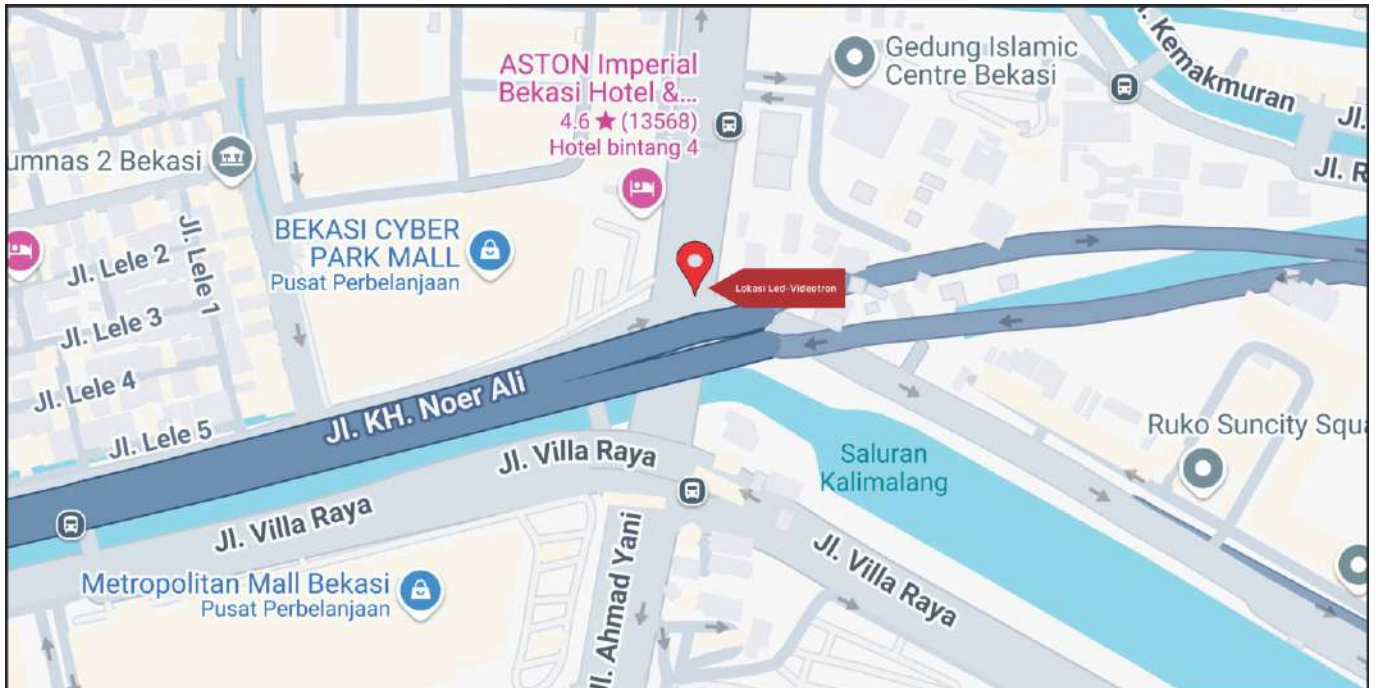 ASTON Imperial
Bekasi Hotel &...
4.6 ★ (13568)
Hotel bintang 4
Gedung Islamic
Centre Bekasi
Kemakmuran
Jl.
Jl. R
umnas 2 Bekasi
BEKASI CYBER
PARK MALL
Pusat Perbelanjaan
Jl. Lele 1
Jl. Lele 2
Jl. Lele 3
Jl. Lele 4
Jl. Lele 5
Lokasi Led-Videotron
Jl. KH. Noer Ali
Ruko Suncity Squa
Saluran
Kalimalang
Jl. Villa Raya
Jl. Villa Raya
Jl. Villa Raya
Jl. Ahmad Yani
Metropolitan Mall Bekasi
Pusat Perbelanjaan